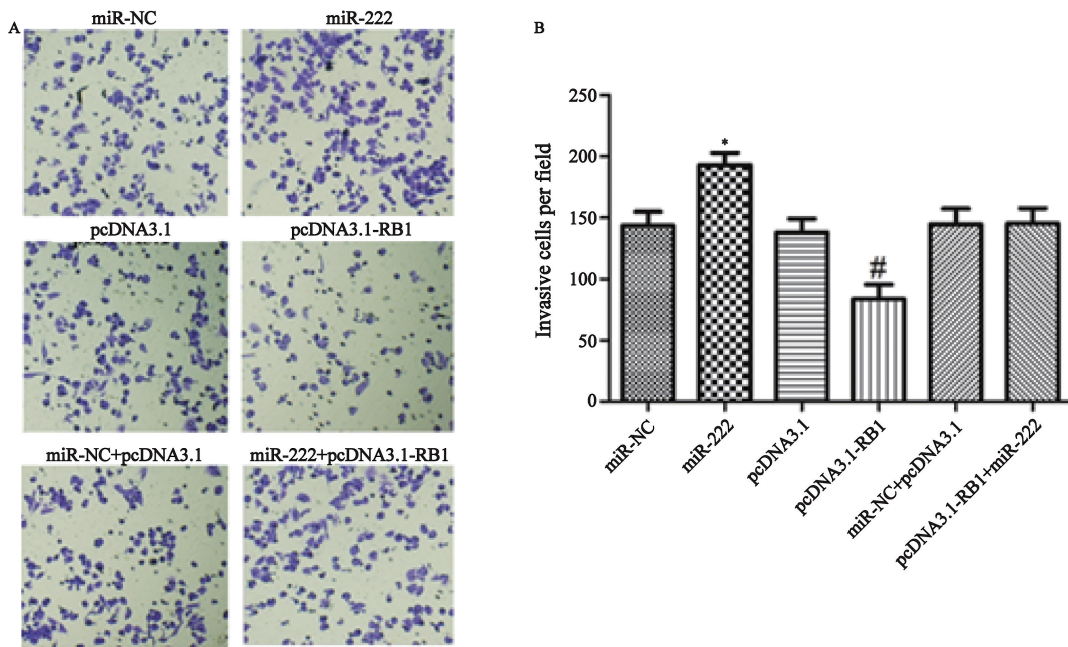 A
miR-NC
miR-222
pcDNA3.1
pcDNA3.1-RB1
miR-NC+pcDNA3.1
miR-222+pcDNA3.1-RB1
B
Invasive cells per field
250
200
150
100
50
0
*
#
miR-NC
miR-222
pcDNA3.1
pcDNA3.1-RB1
miR-NC+pcDNA3.1
pcDNA3.1-RB1+miR-222